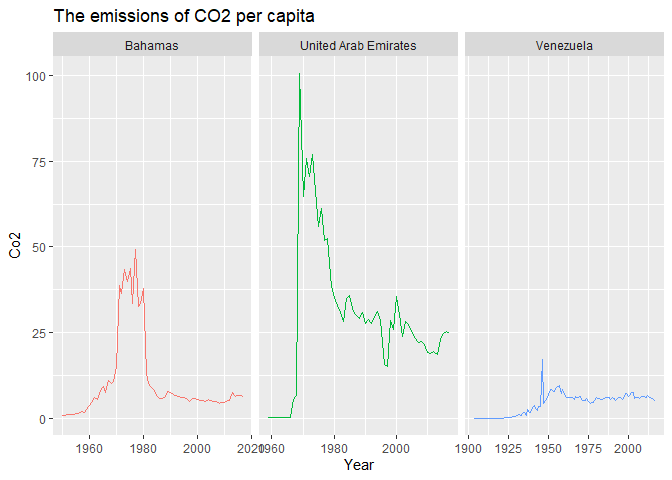 The emissions of CO2 per capita
Bahamas
United Arab Emirates
Venezuela
100
75
50
25
0
Co2
1960 1980 2000
1960 1980 2000
1900 1925 1950 1975 2000
Year